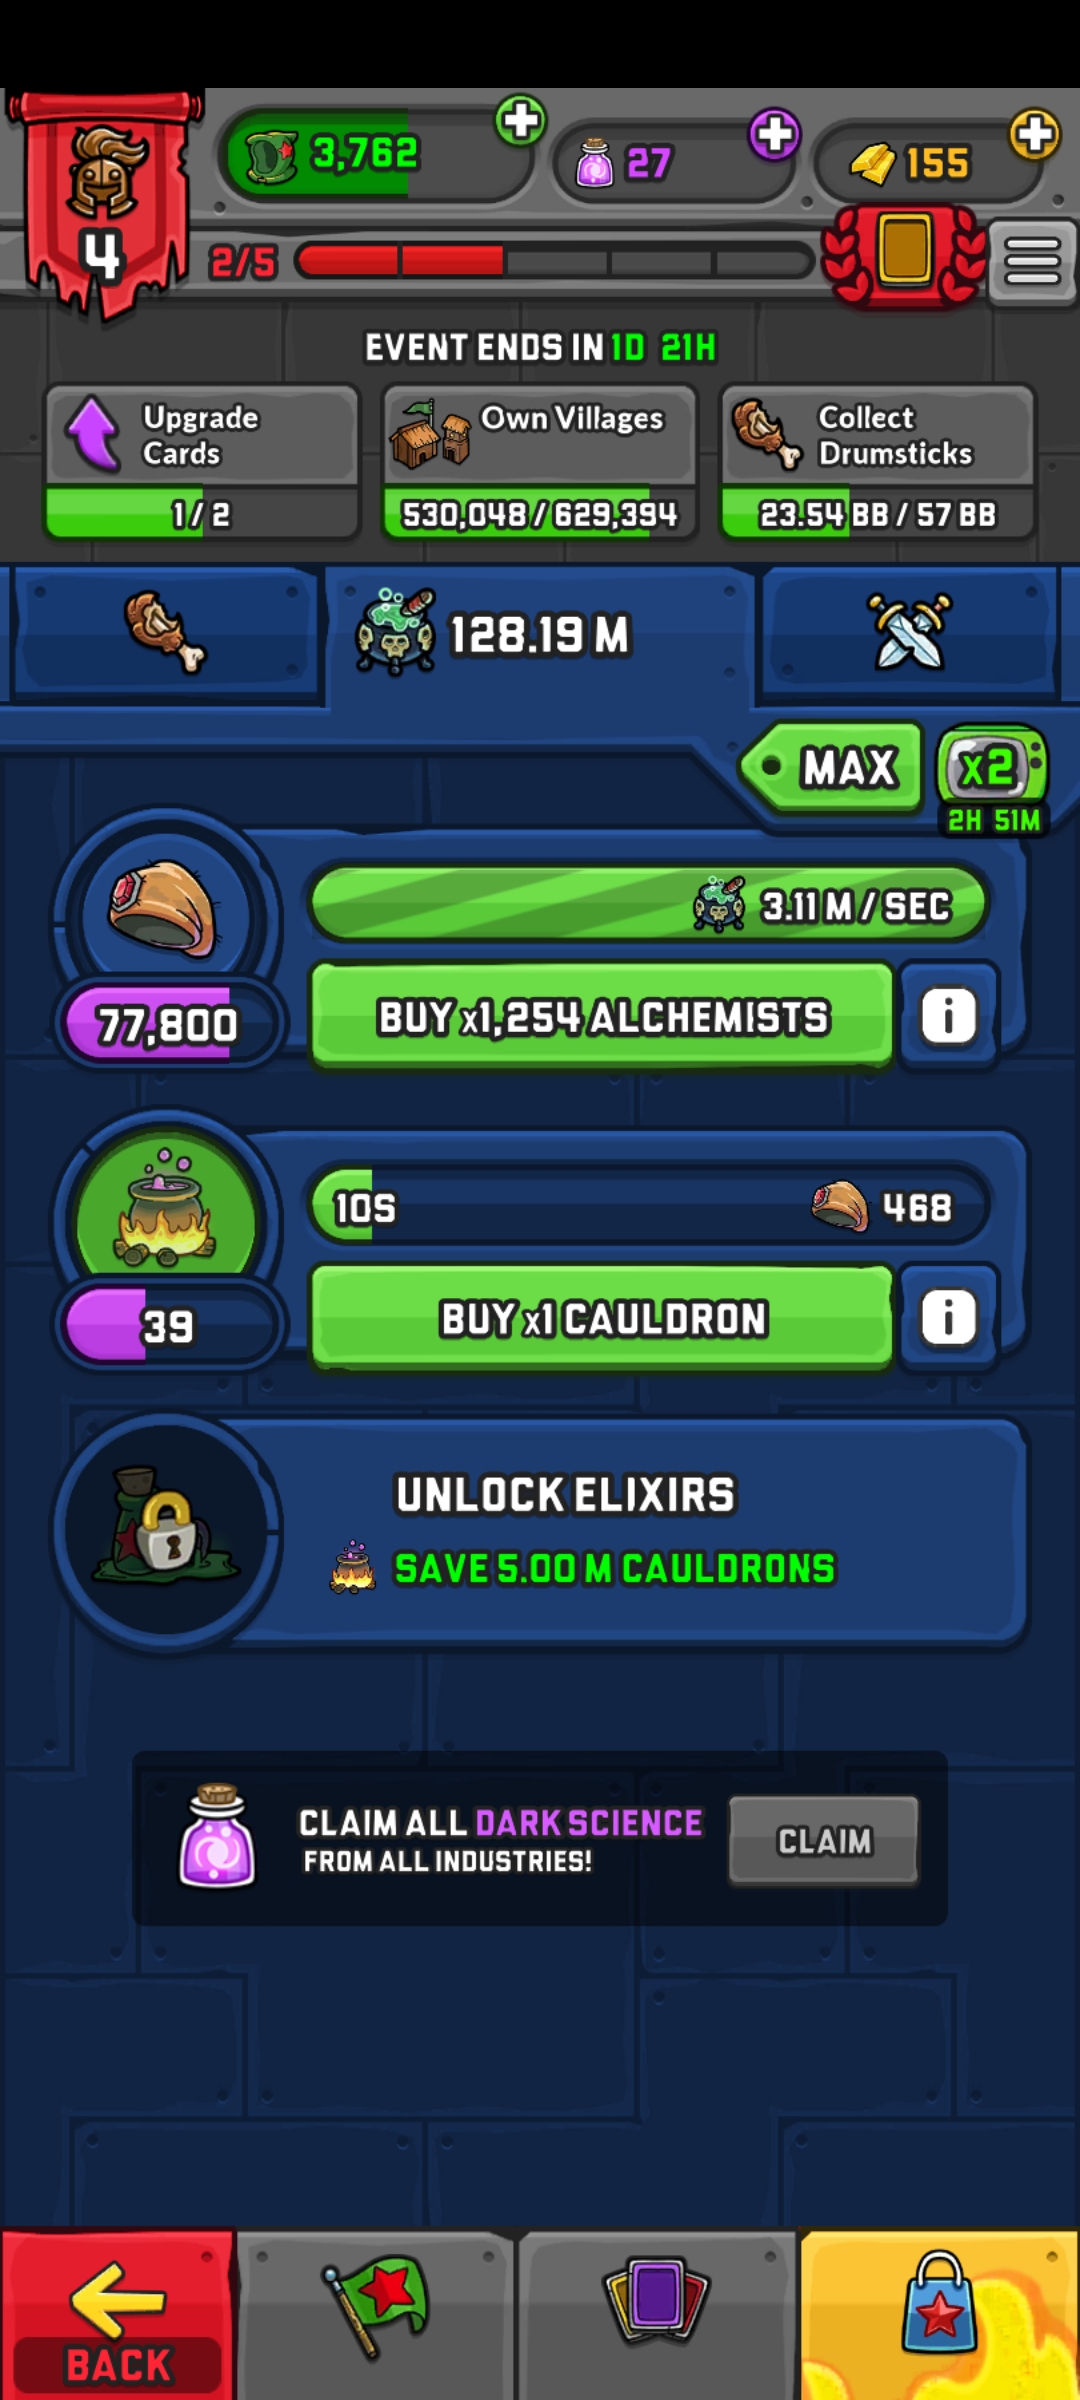 3,762
27
155
4
2/5
EVENT ENDS IN 1D 21H
Upgrade
Cards
1/2
Own Villages
530,048/629,394
Collect
Drumsticks
23.54 BB / 57 BB
128.19 M
MAX
x2
2H 51M
3.11 M / SEC
77,800
BUY x1,254 ALCHEMISTS
i
10S
468
39
BUY x1 CAULDRON
i
UNLOCK ELIXIRS
SAVE 5.00 M CAULDRONS
CLAIM ALL DARK SCIENCE
FROM ALL INDUSTRIES!
CLAIM
BACK